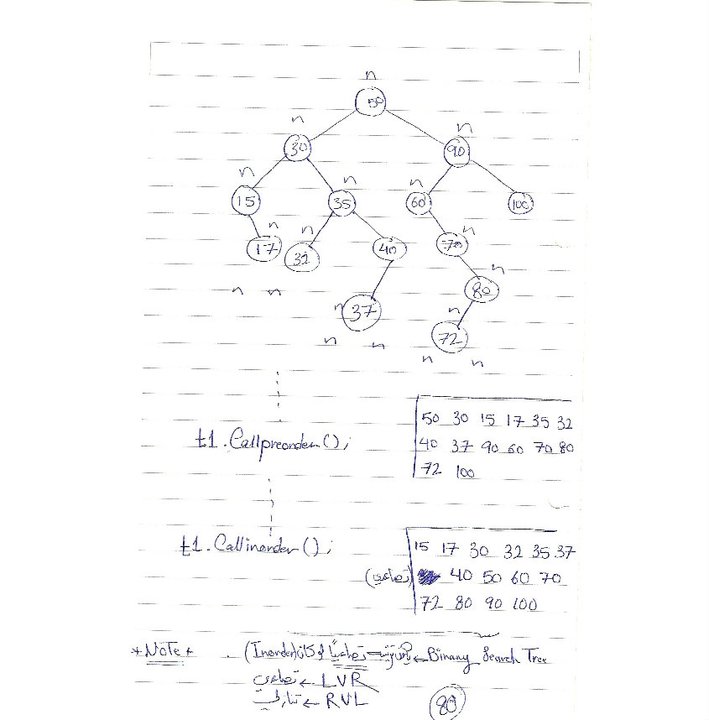 n
50
n n
30 90
n n n
15 35 60 100
n n n
17 32 40 70
n n n
80
n 37 n
72
n n n n
t1.Callpreorder();
50 30 15 17 35 32
40 37 90 60 70 80
72 100
t1.Callinorder();
15 17 30 32 35 37
(تصاعدي) 40 50 60 70
72 80 90 100
*Note* . (Inorder) لو كان تصاعديًا ← Binary Search Tree
تصاعدي ← LVR
تنازلي ← RVL
80